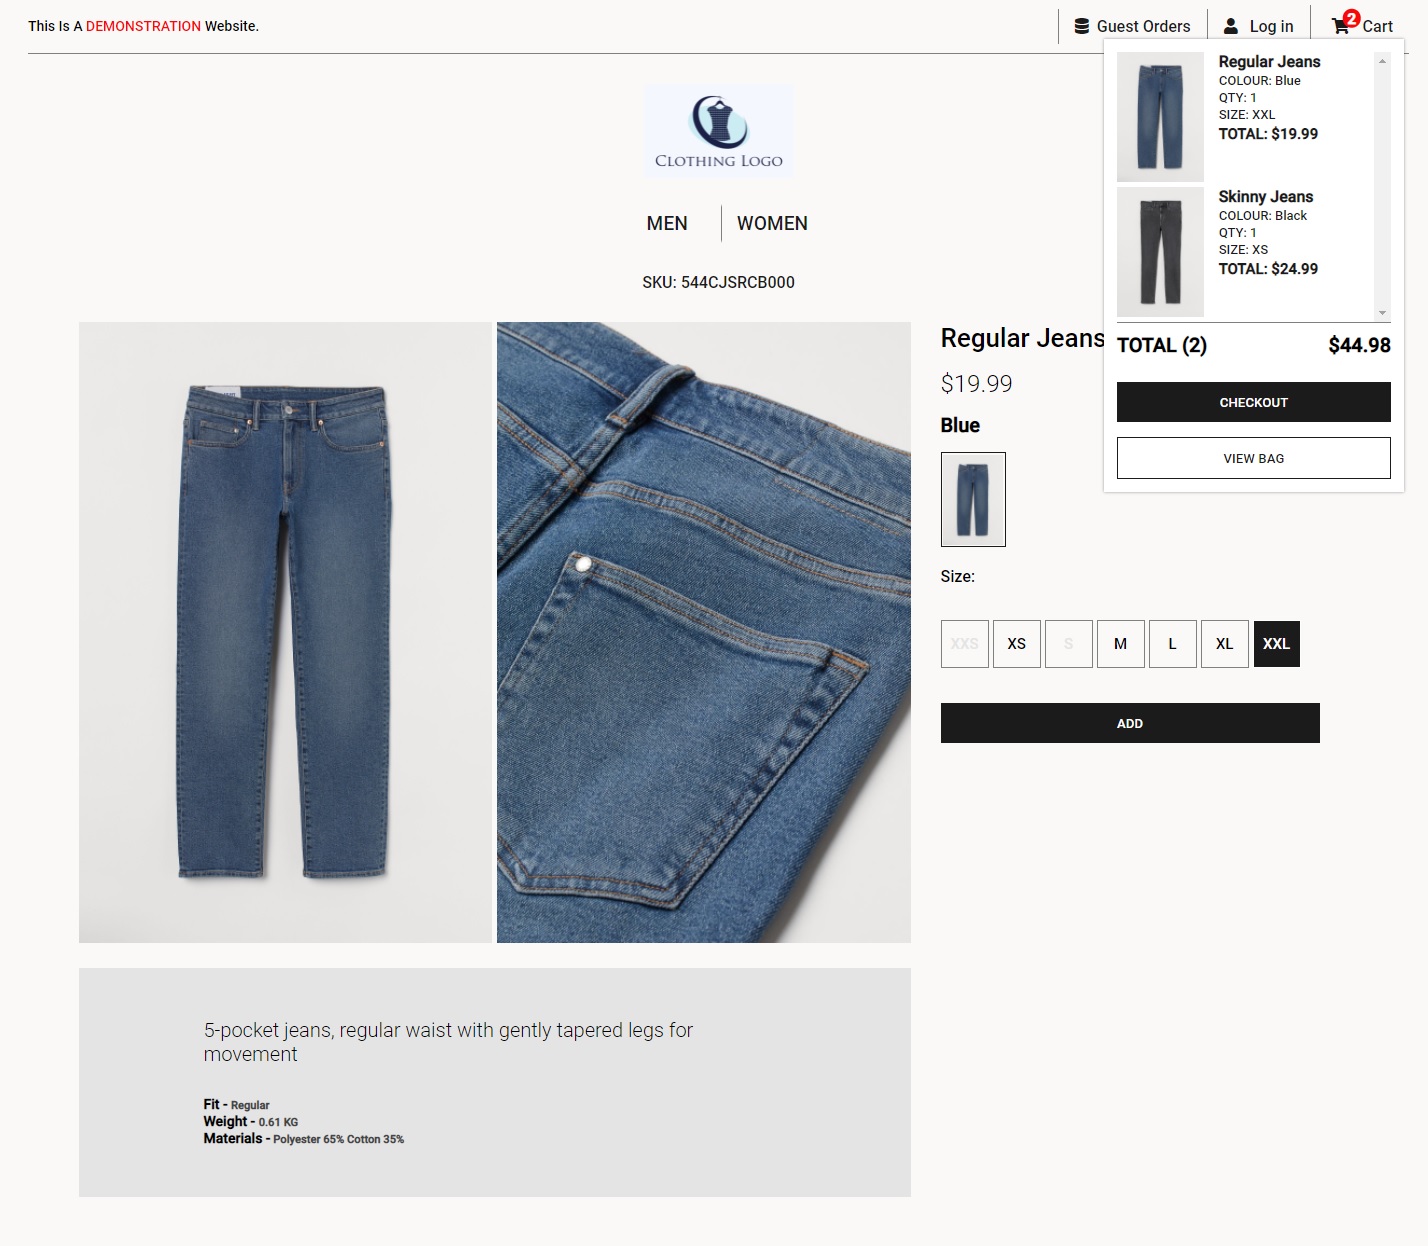 This Is A DEMONSTRATION Website.
Guest Orders
Log in
2
Cart
CLOTHING LOGO
MEN
WOMEN
SKU: 544CJSRCB000
Regular Jeans
COLOUR: Blue
QTY: 1
SIZE: XXL
TOTAL: $19.99
Skinny Jeans
COLOUR: Black
QTY: 1
SIZE: XS
TOTAL: $24.99
TOTAL (2) $44.98
CHECKOUT
VIEW BAG
Regular Jeans
$19.99
Blue
Size:
XXS XS S M L XL XXL
ADD
5-pocket jeans, regular waist with gently tapered legs for
movement
Fit - Regular
Weight - 0.61 KG
Materials - Polyester 65% Cotton 35%